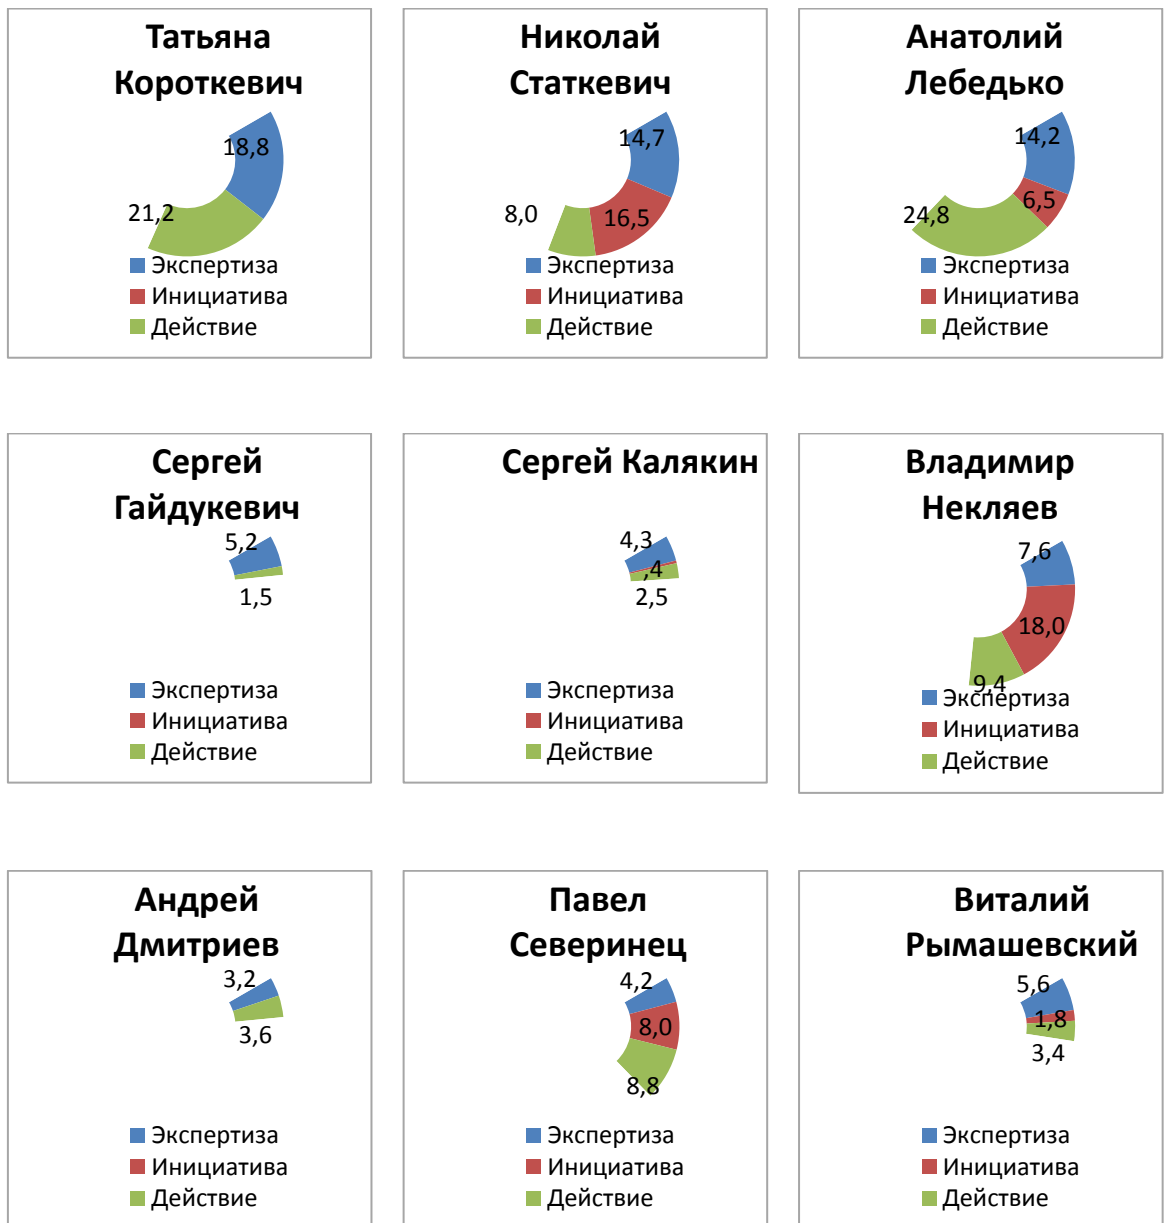 Татьяна
Короткевич
18,8
21,2
Экспертиза
Инициатива
Действие
Николай
Статкевич
14,7
16,5
8,0
Экспертиза
Инициатива
Действие
Анатолий
Лебедько
14,2
6,5
24,8
Экспертиза
Инициатива
Действие
Сергей
Гайдукевич
5,2
1,5
Экспертиза
Инициатива
Действие
Сергей Калякин
4,3
,4
2,5
Экспертиза
Инициатива
Действие
Владимир
Некляев
7,6
18,0
9,4
Экспертиза
Инициатива
Действие
Андрей
Дмитриев
3,2
3,6
Экспертиза
Инициатива
Действие
Павел
Северинец
4,2
8,0
8,8
Экспертиза
Инициатива
Действие
Виталий
Рымашевский
5,6
1,8
3,4
Экспертиза
Инициатива
Действие